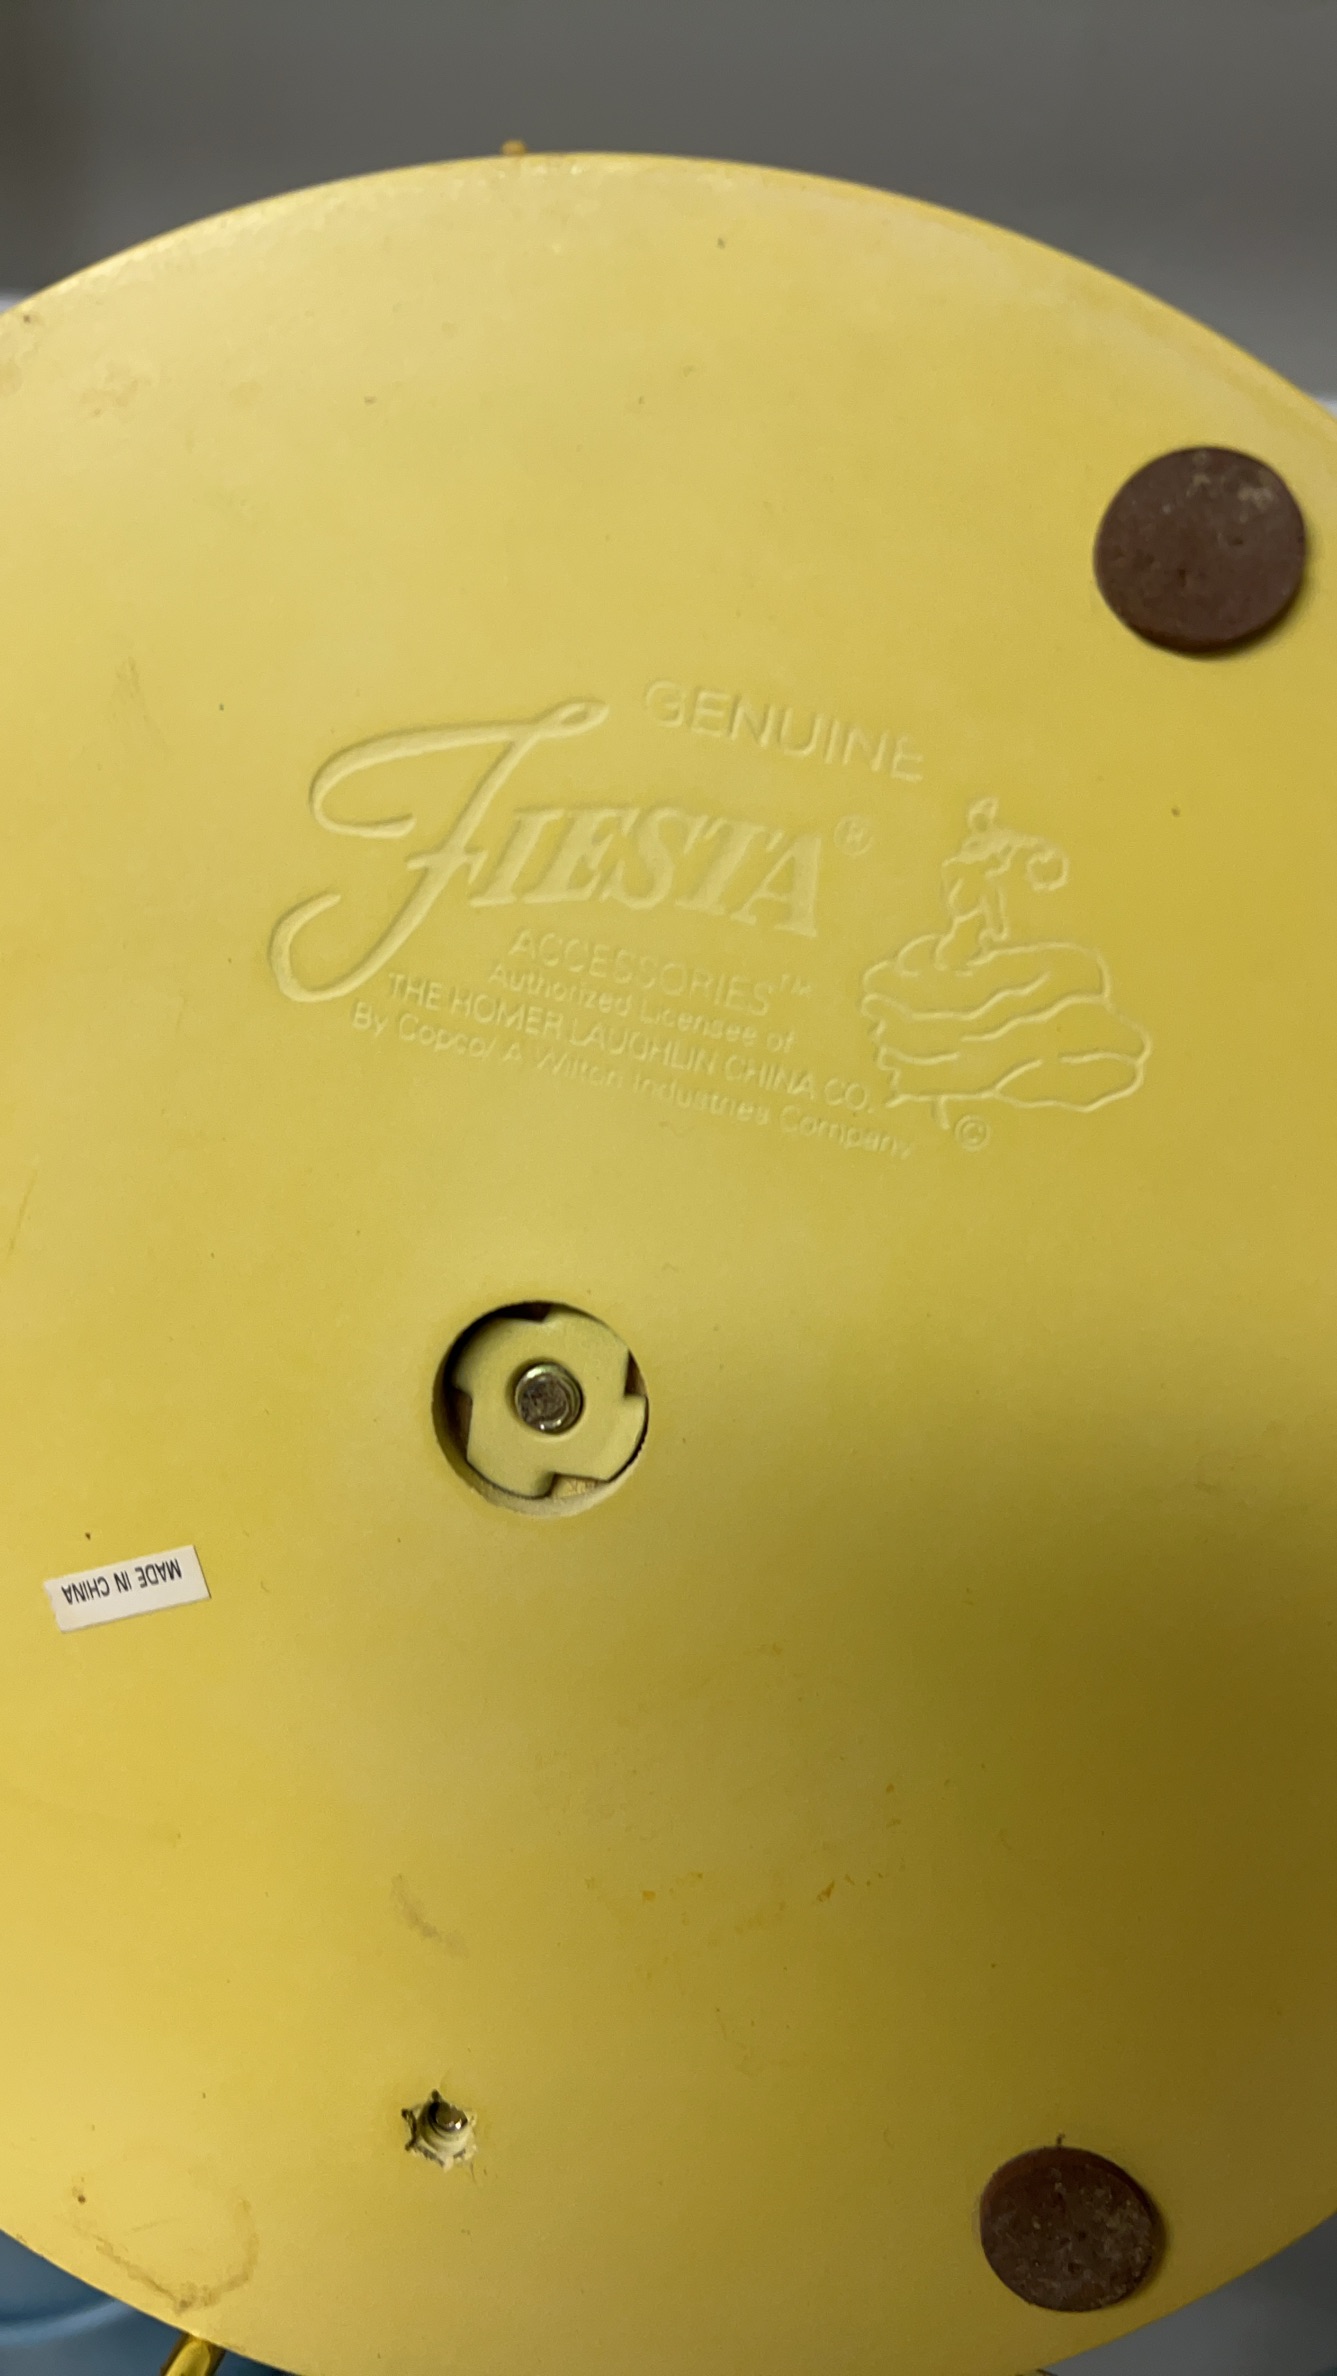 GENUINE
FIESTA®
ACCESSORIES™
Authorized Licensee of
THE HOMER LAUGHLIN CHINA CO.
By Copco/ A Wilton Industries Company
©
MADE IN CHINA